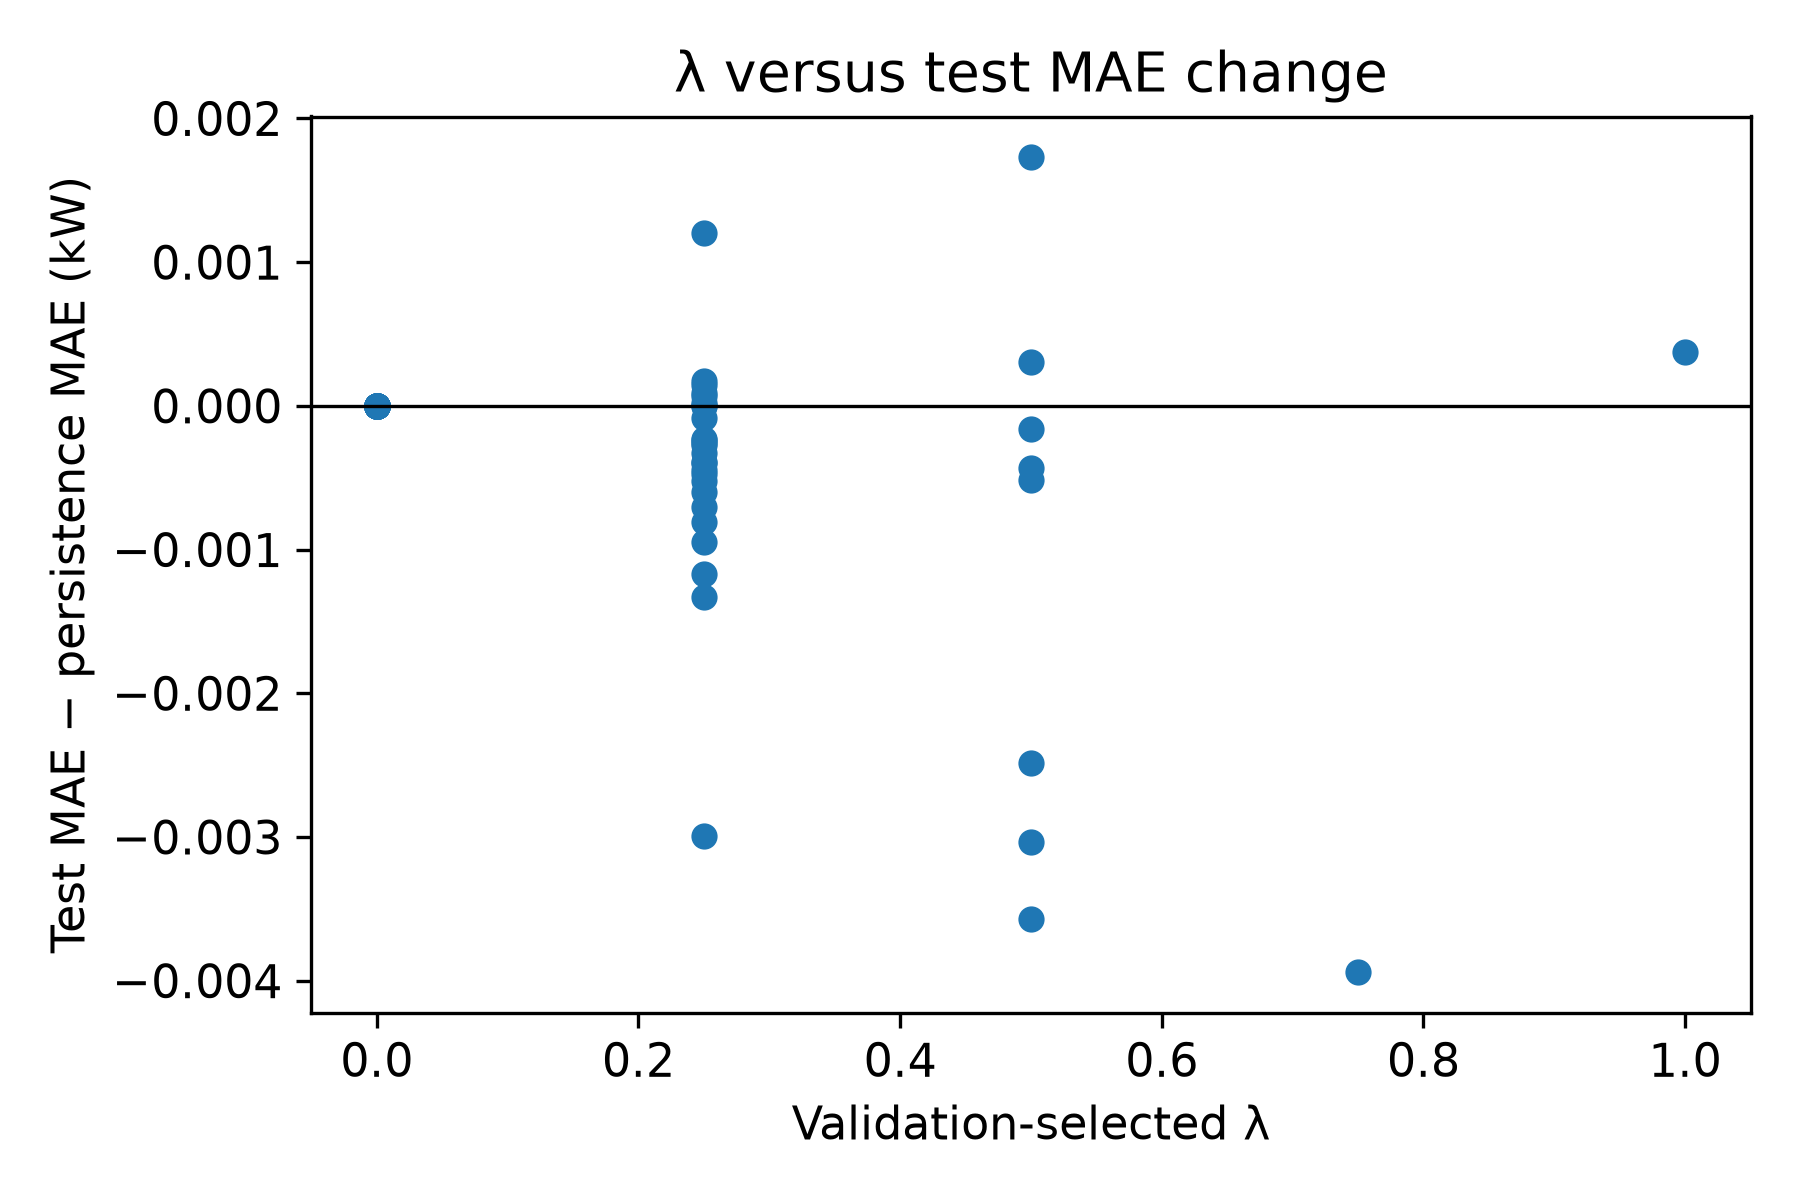 λ versus test MAE change
Test MAE − persistence MAE (kW)
0.002
0.001
0.000
−0.001
−0.002
−0.003
−0.004
0.0 0.2 0.4 0.6 0.8 1.0
Validation-selected λ